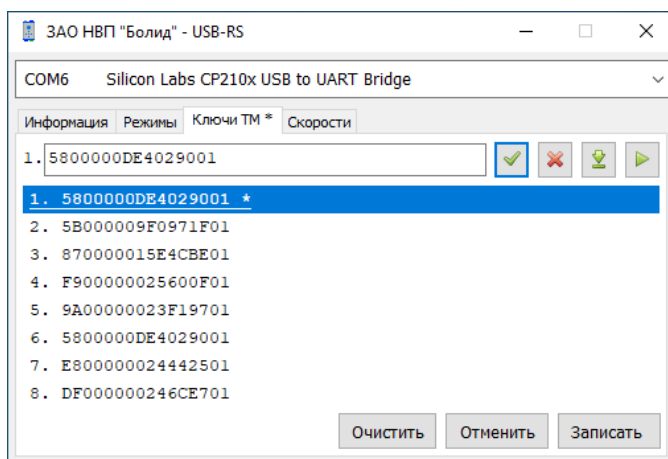 ЗАО НВП "Болид" - USB-RS
COM6 Silicon Labs CP210x USB to UART Bridge
Информация Режимы Ключи ТМ * Скорости
1. 5800000DE4029001
1. 5800000DE4029001 *
2. 5B000009F0971F01
3. 870000015E4CBE01
4. F900000025600F01
5. 9A00000023F19701
6. 5800000DE4029001
7. E800000024442501
8. DF000000246CE701
Очистить Отменить Записать